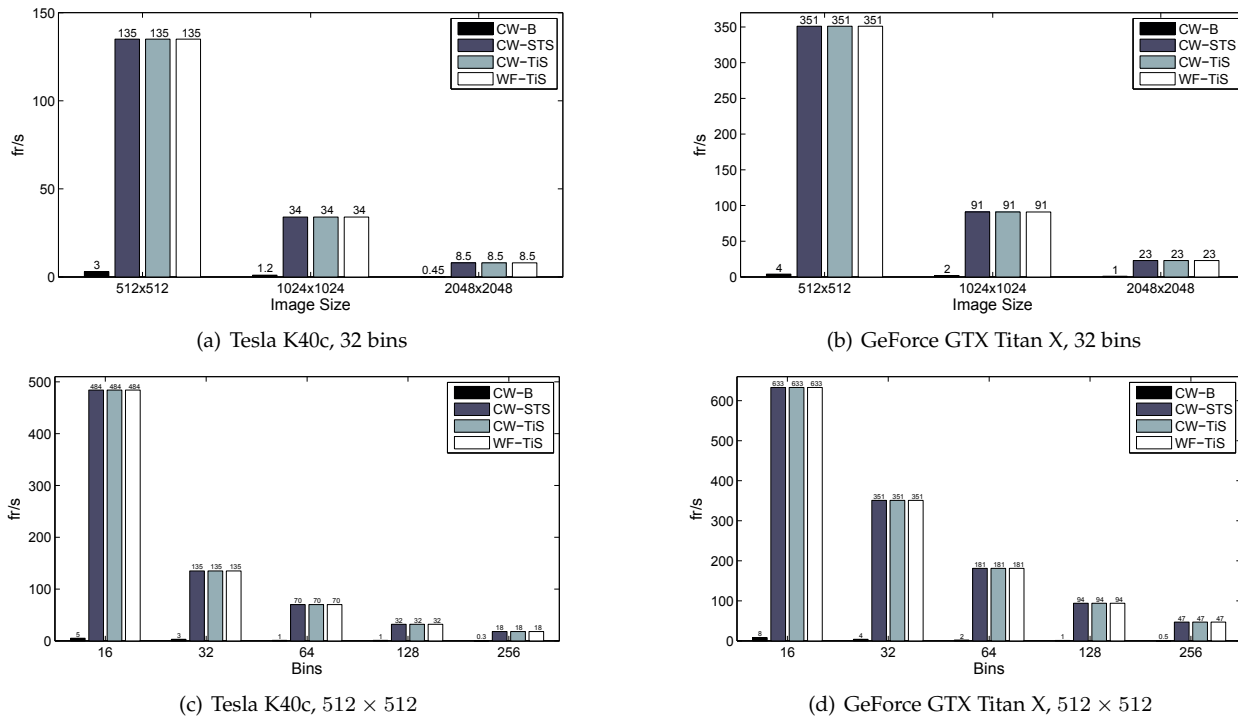 150
100
50
0
fr/s
CW−B
CW−STS
CW−TiS
WF−TiS
3
135
135
135
1.2
34
34
34
0.45
8.5
8.5
8.5
512x512
1024x1024
2048x2048
Image Size
(a) Tesla K40c, 32 bins
350
300
250
200
150
100
50
0
fr/s
CW−B
CW−STS
CW−TiS
WF−TiS
4
351
351
351
2
91
91
91
1
23
23
23
512x512
1024x1024
2048x2048
Image Size
(b) GeForce GTX Titan X, 32 bins
500
400
300
200
100
0
fr/s
CW−B
CW−STS
CW−TiS
WF−TiS
5
484
484
484
3
135
135
135
1
70
70
70
1
32
32
32
0.3
18
18
18
16
32
64
128
256
Bins
(c) Tesla K40c, 512 × 512
600
500
400
300
200
100
0
fr/s
CW−B
CW−STS
CW−TiS
WF−TiS
8
633
633
633
4
351
351
351
2
181
181
181
1
94
94
94
0.5
47
47
47
16
32
64
128
256
Bins
(d) GeForce GTX Titan X, 512 × 512